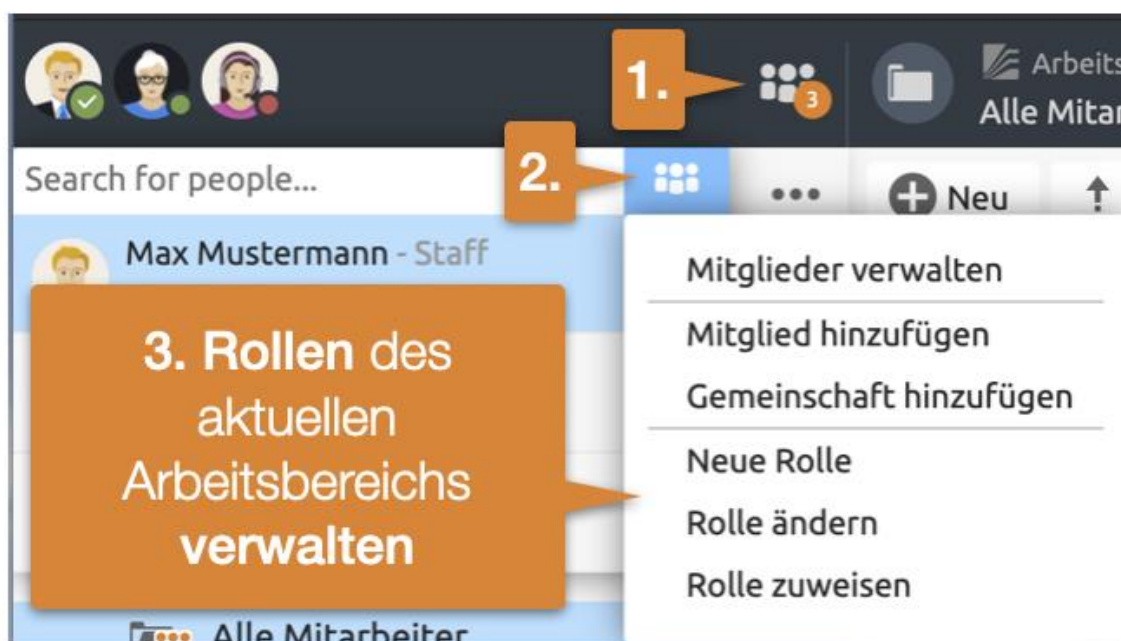 1.
3
Arbeits
Alle Mitar
Search for people...
2.
Neu
Max Mustermann - Staff
Mitglieder verwalten
Mitglied hinzufügen
Gemeinschaft hinzufügen
Neue Rolle
Rolle ändern
Rolle zuweisen
3. Rollen des
aktuellen
Arbeitsbereichs
verwalten
Alle Mitarbeiter